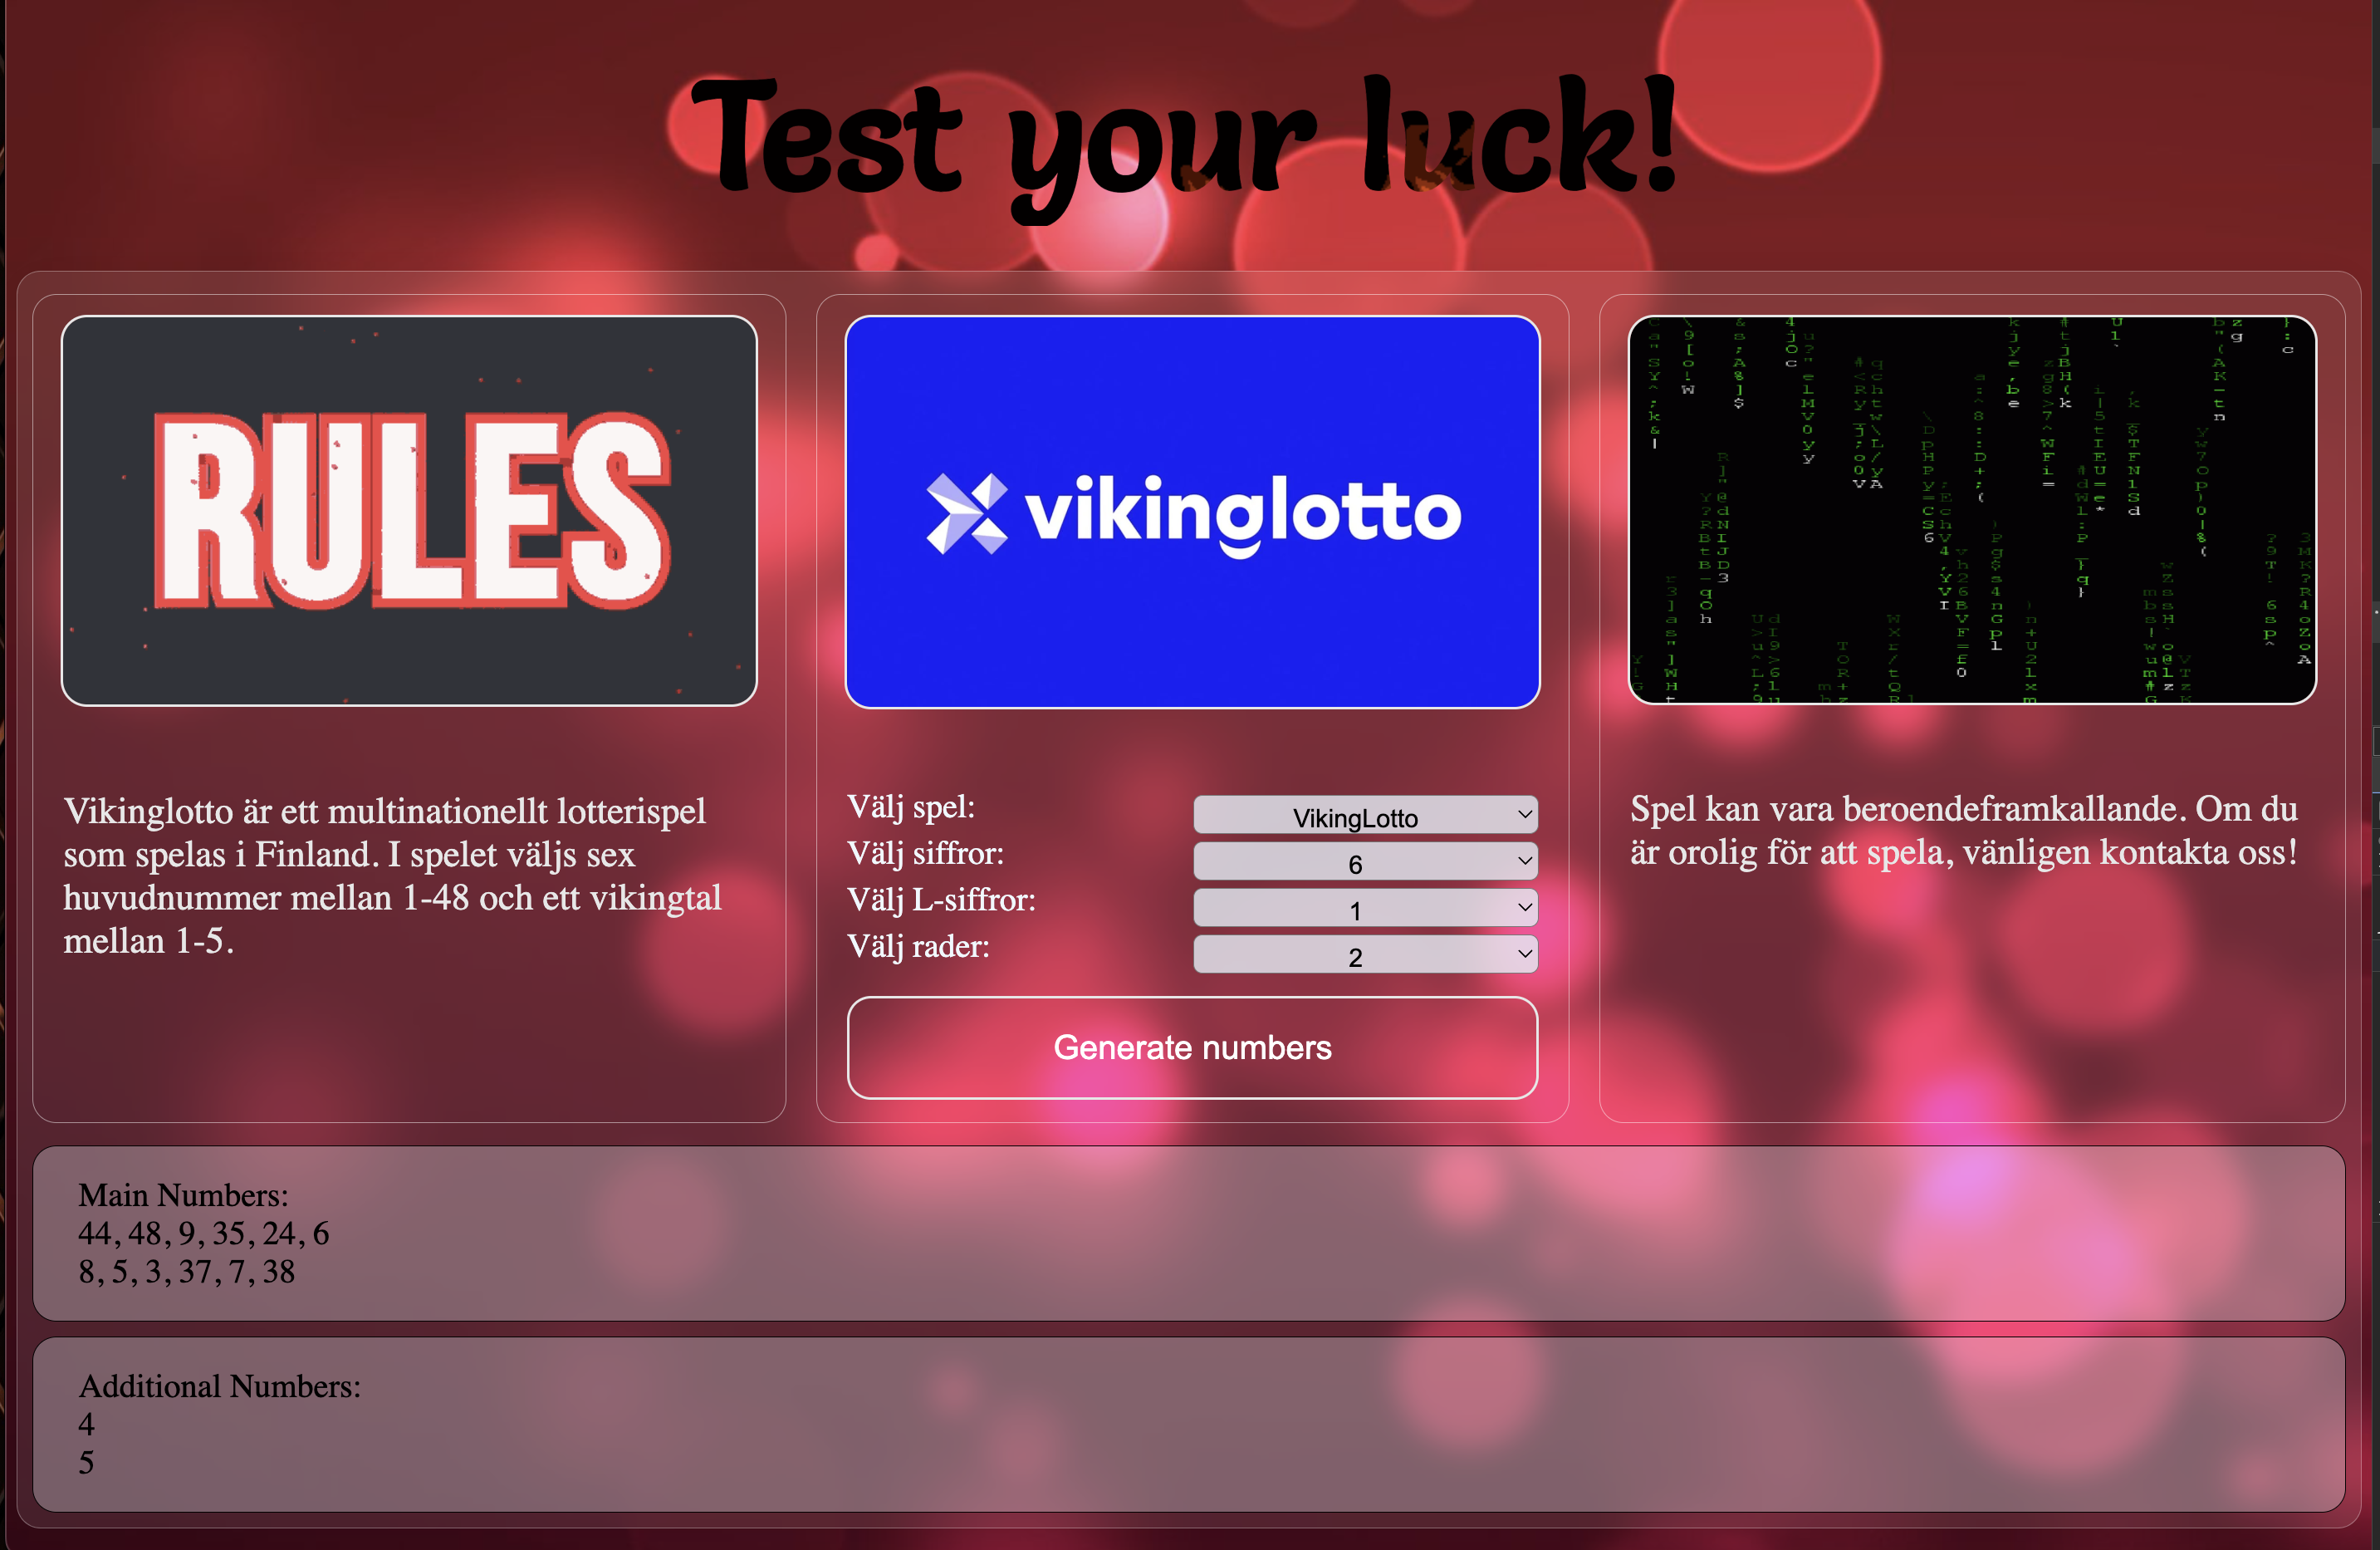 Test your luck!
RULES
vikinglotto
Vikinglotto är ett multinationellt lotterispel
som spelas i Finland. I spelet väljs sex
huvudnummer mellan 1-48 och ett vikingtal
mellan 1-5.
Välj spel:
VikingLotto
Välj siffror:
6
Välj L-siffror:
1
Välj rader:
2
Generate numbers
Spel kan vara beroendeframkallande. Om du
är orolig för att spela, vänligen kontakta oss!
Main Numbers:
44, 48, 9, 35, 24, 6
8, 5, 3, 37, 7, 38
Additional Numbers:
4
5